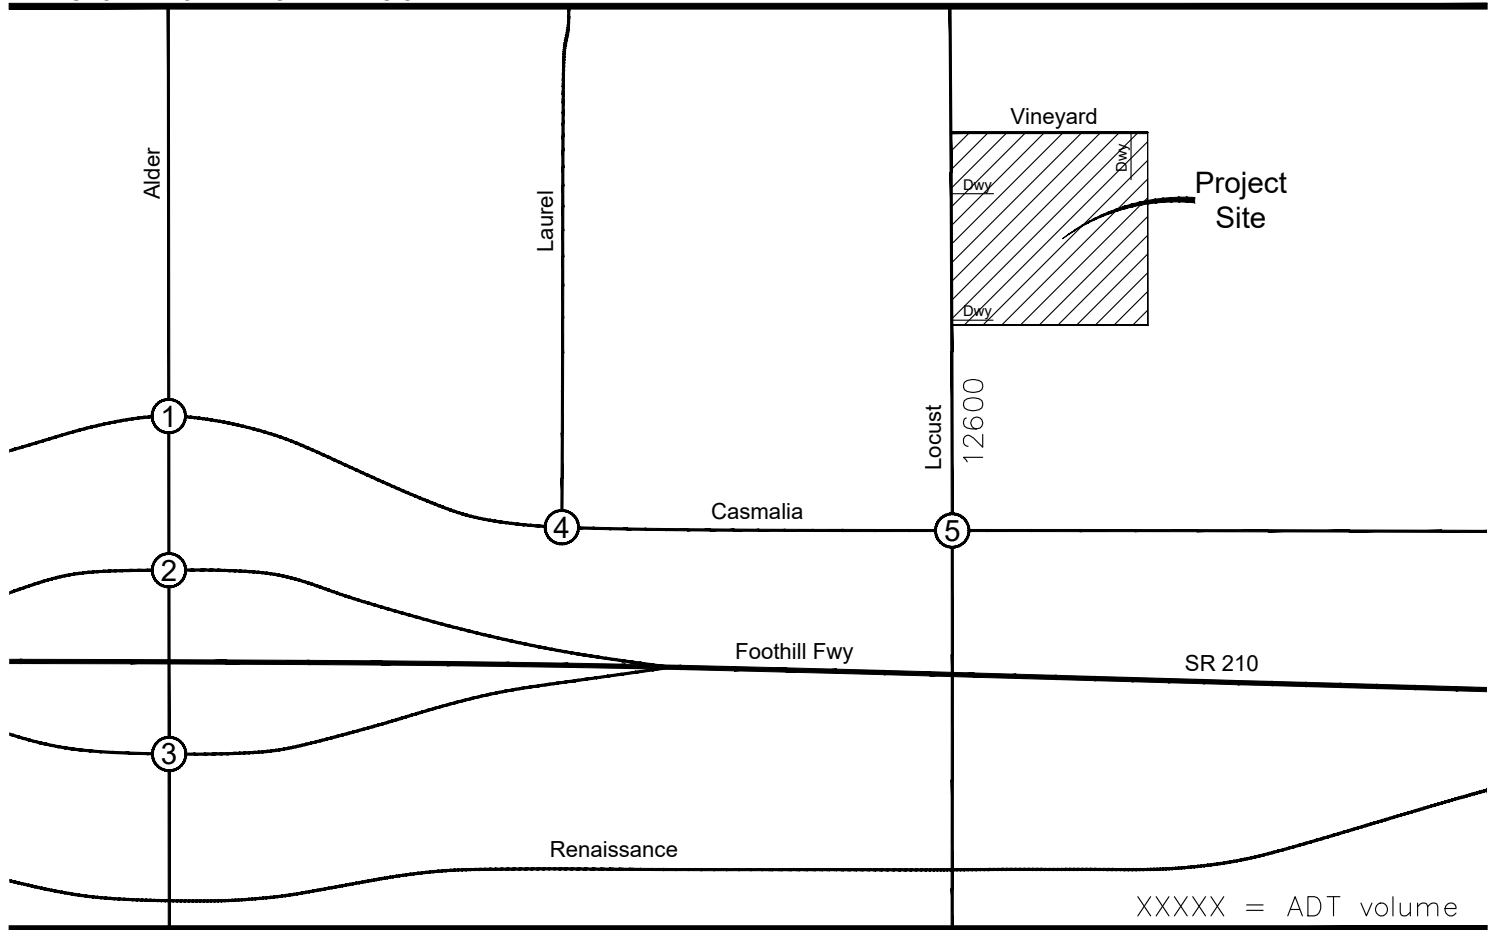 Vineyard
Alder
Dwy
Dwy
Project
Site
Laurel
Dwy
12600
Locust
1
Casmalia
4
5
2
Foothill Fwy
SR 210
3
Renaissance
XXXXX = ADT volume